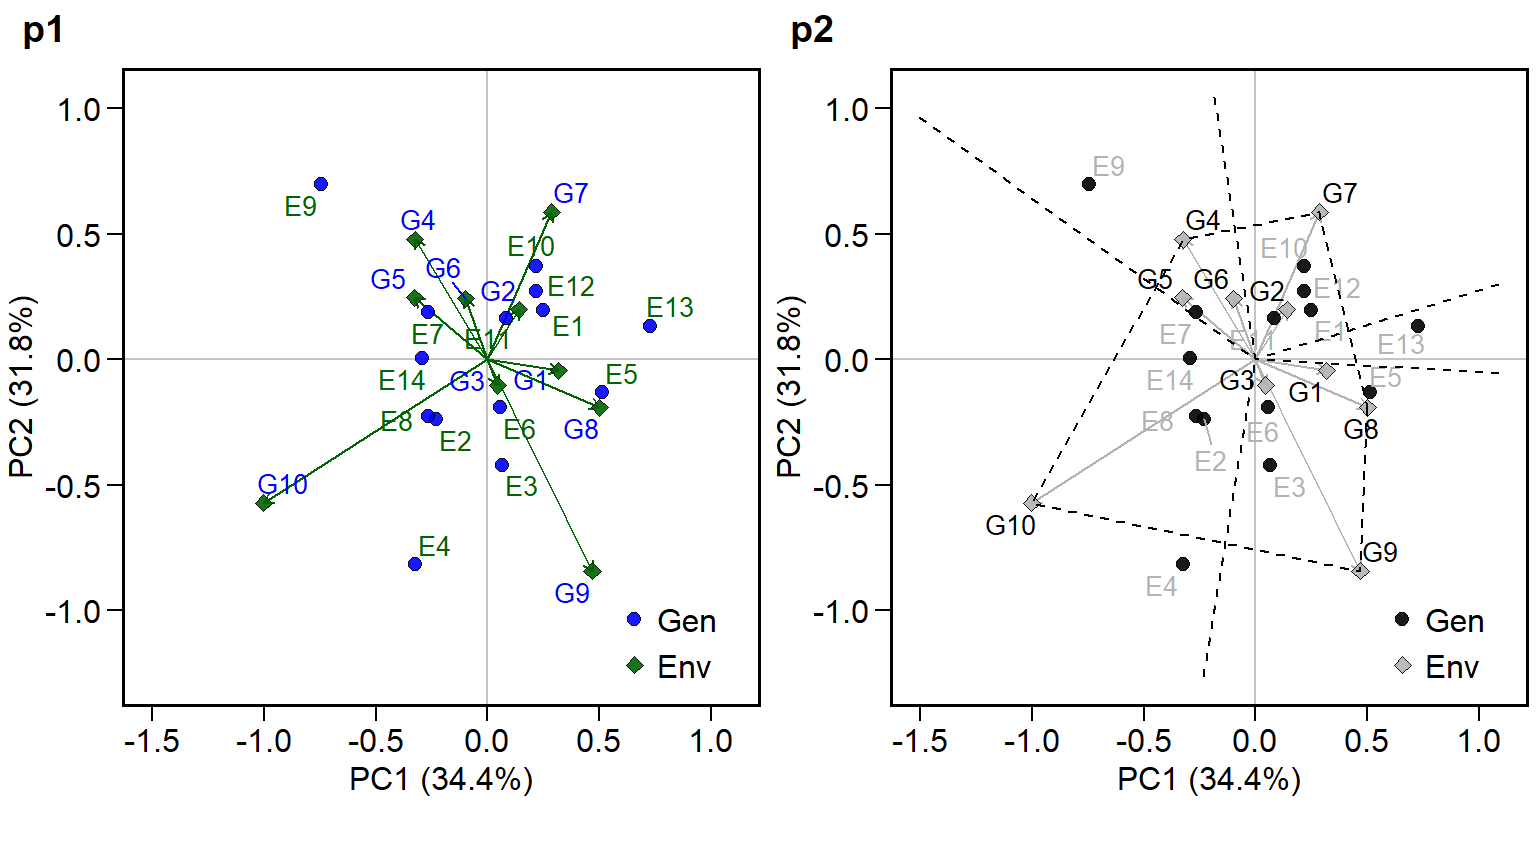 p1
1.0
0.5
0.0
-0.5
-1.0
PC2 (31.8%)
E9
G7
G4
E10
G6
G5
G2
E12
E13
E7
E11
E1
E14
G3
G1
E5
E8
E2
E6
G8
G10
E3
E4
G9
Gen
Env
-1.5
-1.0
-0.5
0.0
0.5
1.0
PC1 (34.4%)
p2
1.0
0.5
0.0
-0.5
-1.0
PC2 (31.8%)
E9
G7
G4
E10
G5
G6
G2
E12
E7
E11
E1
E13
E14
G3
G1
E5
E8
E6
G8
E2
E3
G10
G9
E4
Gen
Env
-1.5
-1.0
-0.5
0.0
0.5
1.0
PC1 (34.4%)